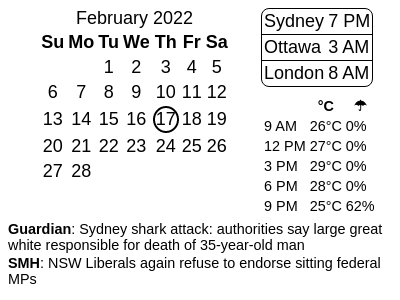 February 2022
Su Mo Tu We Th Fr Sa
1 2 3 4 5
6 7 8 9 10 11 12
13 14 15 16 17 18 19
20 21 22 23 24 25 26
27 28
Sydney 7 PM
Ottawa 3 AM
London 8 AM
°C ☂
9 AM 26°C 0%
12 PM 27°C 0%
3 PM 29°C 0%
6 PM 28°C 0%
9 PM 25°C 62%
Guardian: Sydney shark attack: authorities say large great
white responsible for death of 35-year-old man
SMH: NSW Liberals again refuse to endorse sitting federal
MPs